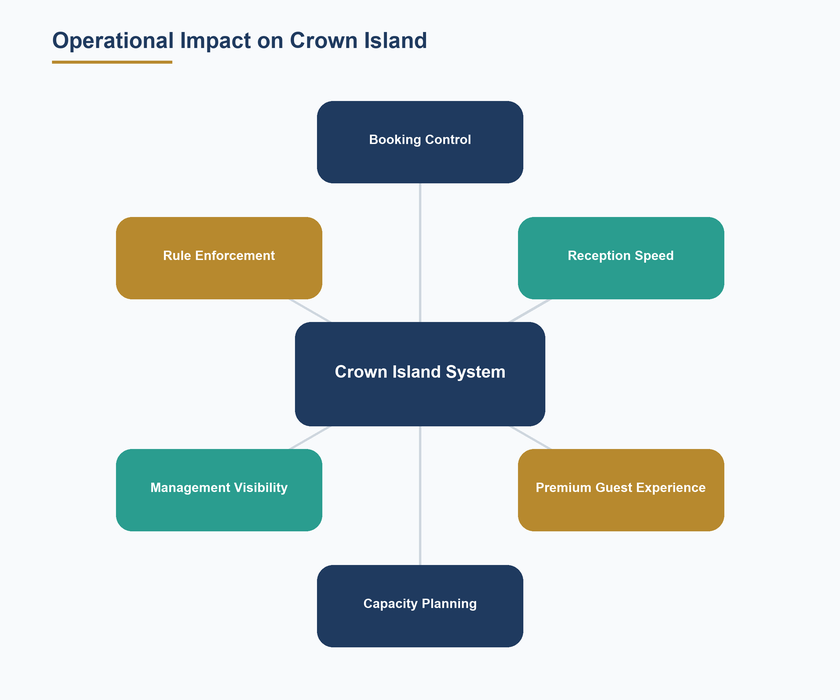 Operational Impact on Crown Island
Booking Control
Rule Enforcement
Reception Speed
Crown Island System
Management Visibility
Premium Guest Experience
Capacity Planning